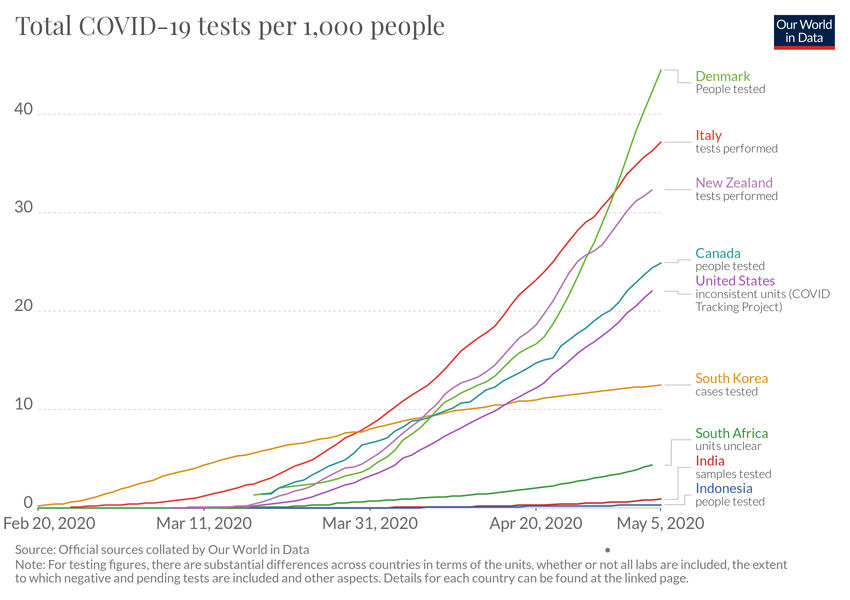 Total COVID-19 tests per 1,000 people
Our World
in Data
Denmark
People tested
40
Italy
tests performed
New Zealand
tests performed
30
Canada
people tested
United States
inconsistent units (COVID
Tracking Project)
20
South Korea
cases tested
10
South Africa
units unclear
India
samples tested
Indonesia
people tested
0
Feb 20, 2020
Mar 11, 2020
Mar 31, 2020
Apr 20, 2020
May 5, 2020
Source: Official sources collated by Our World in Data
Note: For testing figures, there are substantial differences across countries in terms of the units, whether or not all labs are included, the extent
to which negative and pending tests are included and other aspects. Details for each country can be found at the linked page.